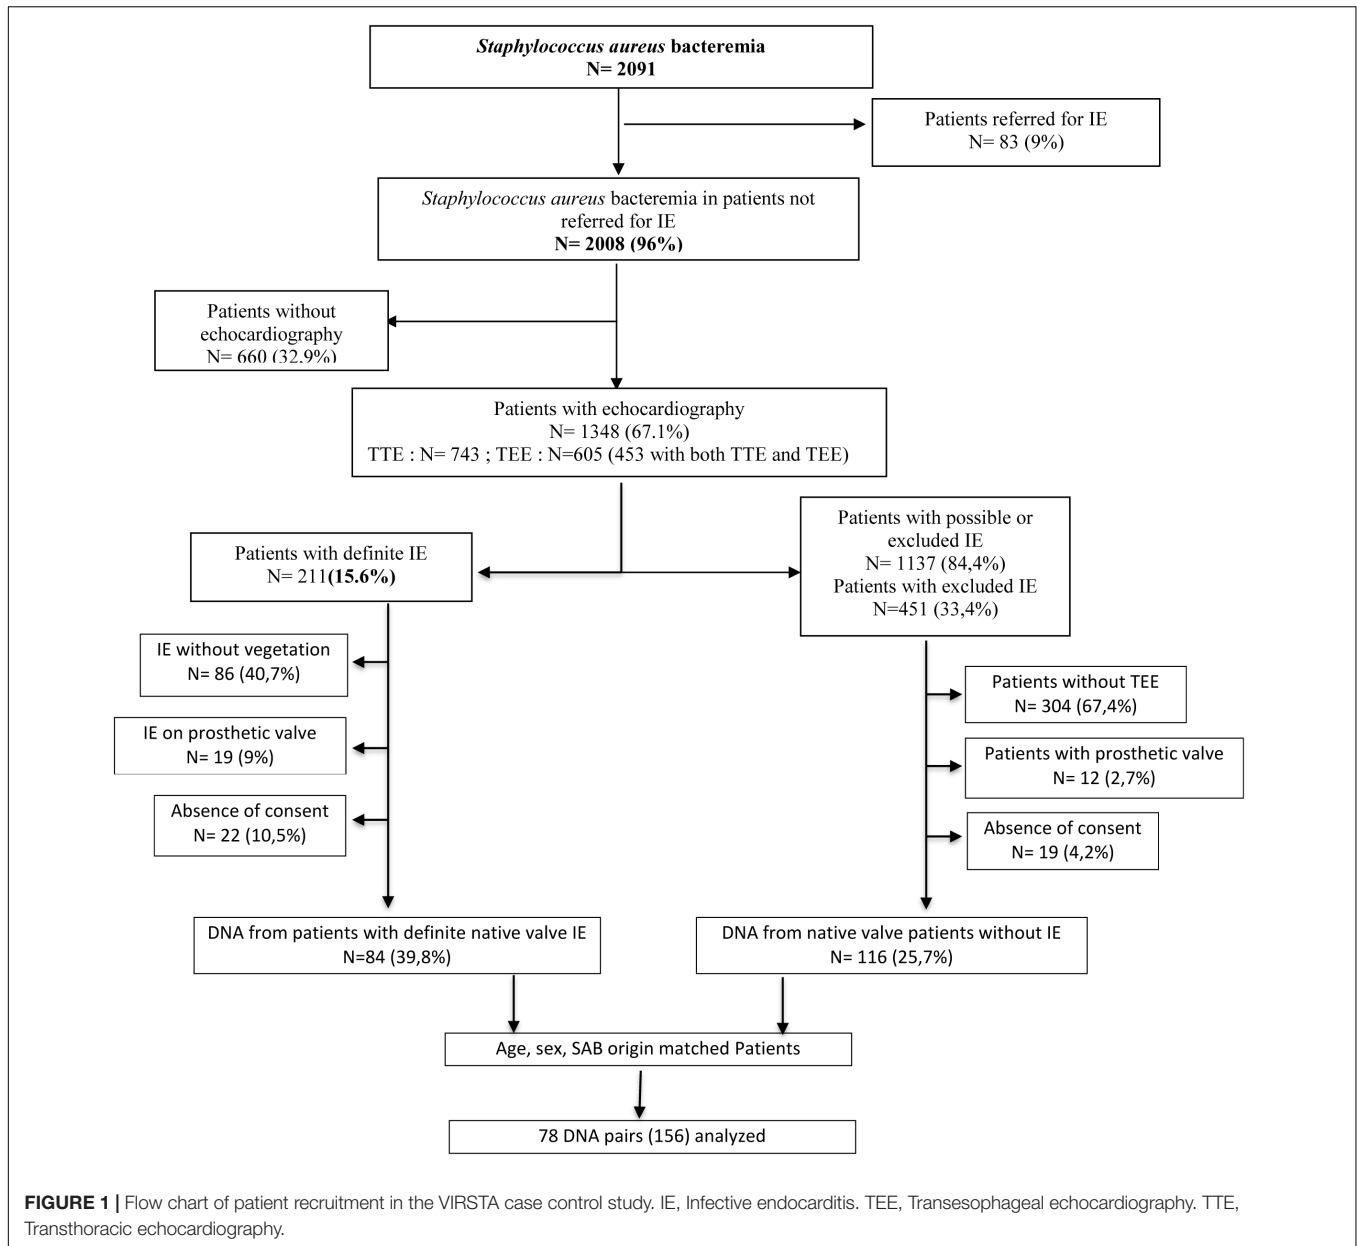 Staphylococcus aureus bacteremia
N= 2091
Patients referred for IE
N= 83 (9%)
Staphylococcus aureus bacteremia in patients not
referred for IE
N= 2008 (96%)
Patients without
echocardiography
N= 660 (32.9%)
Patients with echocardiography
N= 1348 (67.1%)
TTE : N= 743 ; TEE : N=605 (453 with both TTE and TEE)
Patients with definite IE
N= 211(15.6%)
Patients with possible or
excluded IE
N= 1137 (84,4%)
Patients with excluded IE
N=451 (33,4%)
IE without vegetation
N= 86 (40,7%)
IE on prosthetic valve
N= 19 (9%)
Absence of consent
N= 22 (10,5%)
Patients without TEE
N= 304 (67,4%)
Patients with prosthetic valve
N= 12 (2,7%)
Absence of consent
N= 19 (4,2%)
DNA from patients with definite native valve IE
N=84 (39,8%)
DNA from native valve patients without IE
N= 116 (25,7%)
Age, sex, SAB origin matched Patients
78 DNA pairs (156) analyzed
FIGURE 1 | Flow chart of patient recruitment in the VIRSTA case control study. IE, Infective endocarditis. TEE, Transesophageal echocardiography. TTE,
Transthoracic echocardiography.